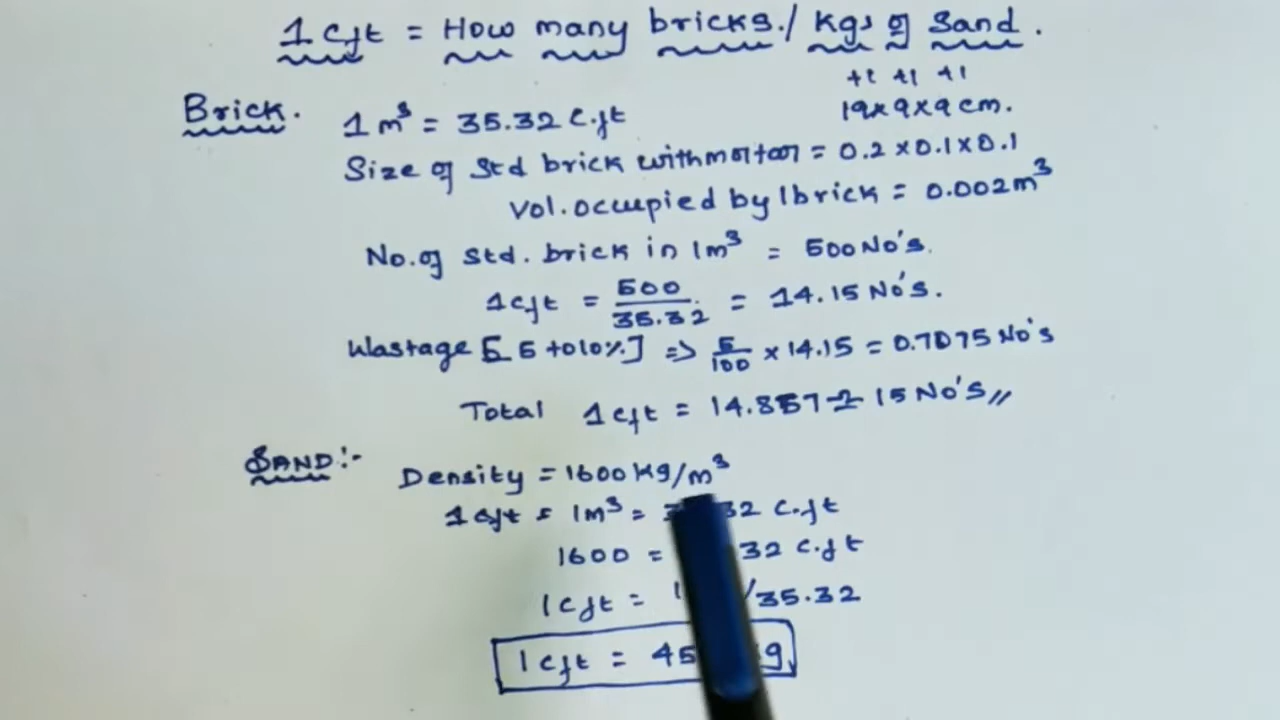 1 Cft = How many bricks./ Kgs of Sand.
+1 +1 +1
Brick. 1 m³ = 35.32 C.ft
19x9x9 cm.
Size of Std brick with mortar = 0.2 x 0.1 x 0.1
Vol. occupied by 1 brick = 0.002 m³
No. of Std. brick in 1m³ = 500 No's.
1 cft = 500/35.32 = 14.15 No's.
Wastage [5 to 10%] => 5/100 x 14.15 = 0.7075 No's
Total 1 cft = 14.857 ≃ 15 No's //
SAND:- Density = 1600 kg/m³
1 cft = 1m³ = 32 C.ft
1600 = 32 C.ft
1 cft = /35.32
1 cft = 45 g